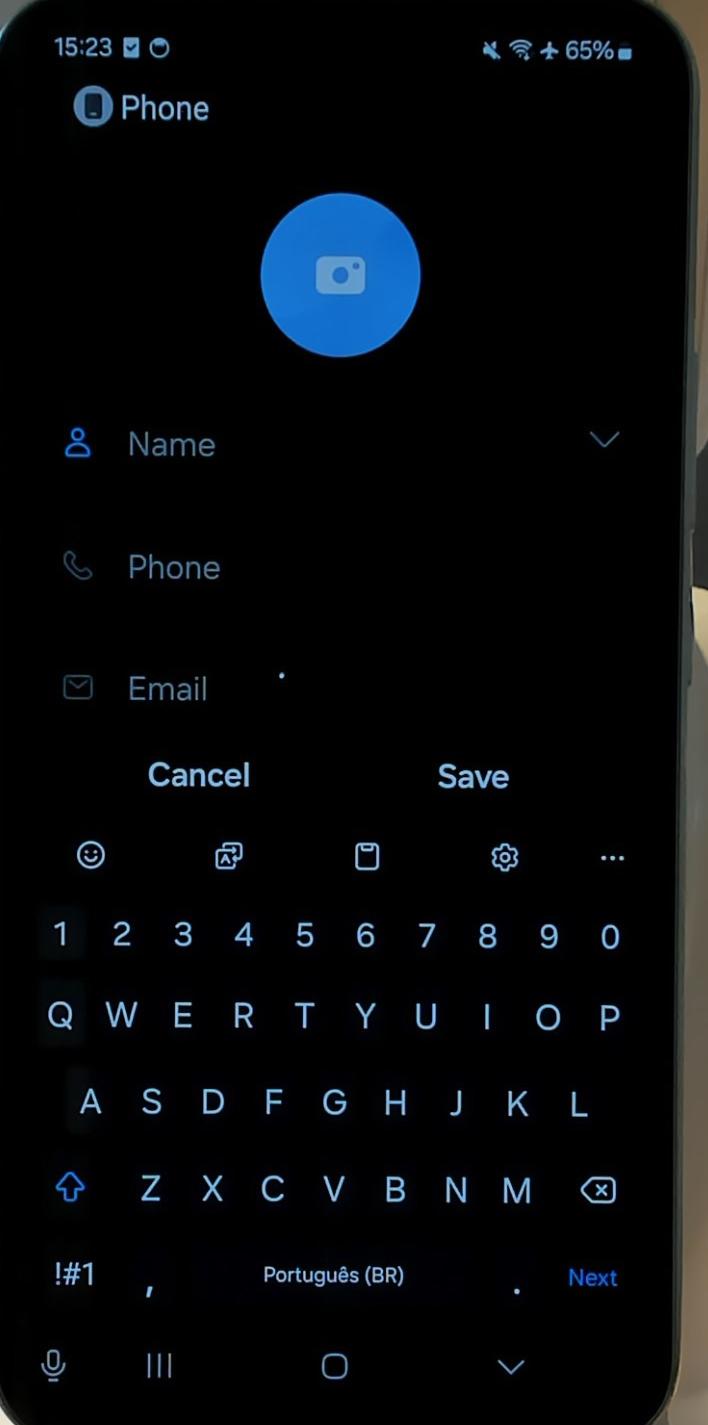 15:23 65%
Phone
Name
Phone
Email
Cancel Save
1 2 3 4 5 6 7 8 9 0
Q W E R T Y U I O P
A S D F G H J K L
Z X C V B N M
!#1 , Português (BR) . Next